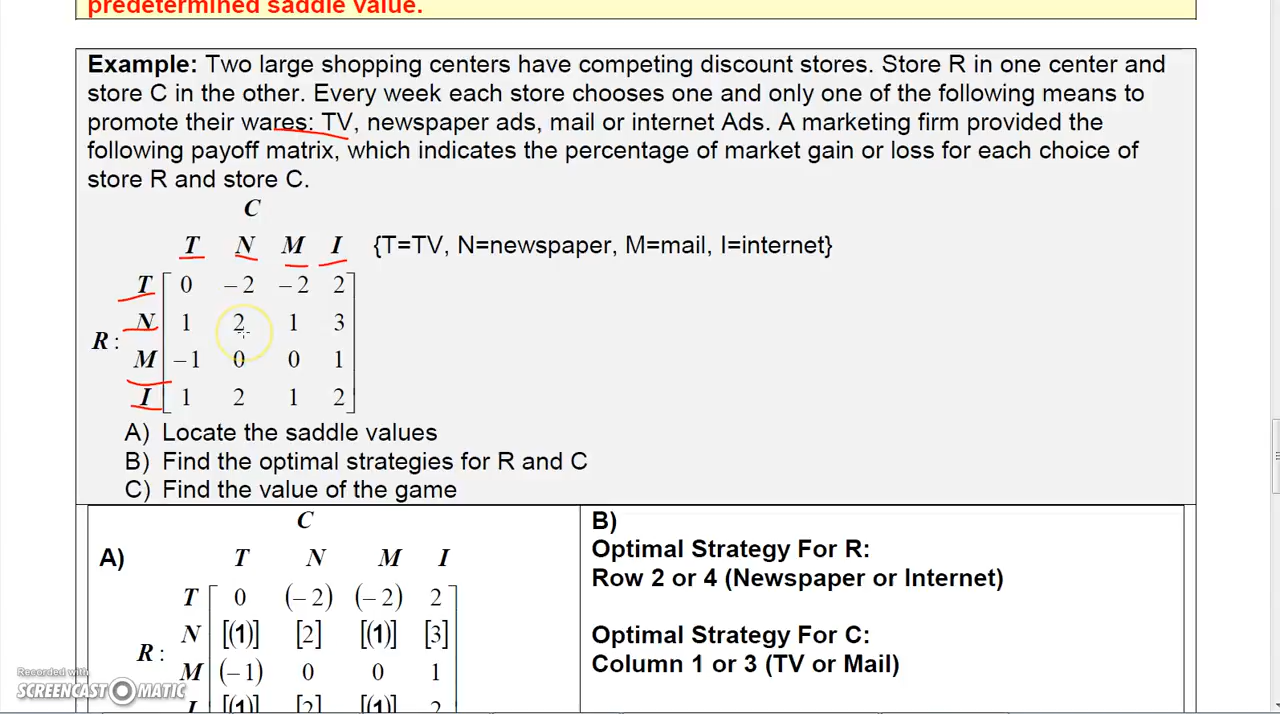 predetermined saddle value.
Example: Two large shopping centers have competing discount stores. Store R in one center and
store C in the other. Every week each store chooses one and only one of the following means to
promote their wares: TV, newspaper ads, mail or internet Ads. A marketing firm provided the
following payoff matrix, which indicates the percentage of market gain or loss for each choice of
store R and store C.
C
T N M I {T=TV, N=newspaper, M=mail, I=internet}
T 0 −2 −2 2
N 1 2 1 3
R:
M −1 0 0 1
I 1 2 1 2
A) Locate the saddle values
B) Find the optimal strategies for R and C
C) Find the value of the game
C
A) T N M I
T 0 (−2) (−2) 2
N [(1)] [2] [(1)] [3]
R:
M (−1) 0 0 1
I [(1)] [2] [(1)] 2
B)
Optimal Strategy For R:
Row 2 or 4 (Newspaper or Internet)
Optimal Strategy For C:
Column 1 or 3 (TV or Mail)
Recorded with
SCREENCAST O MATIC